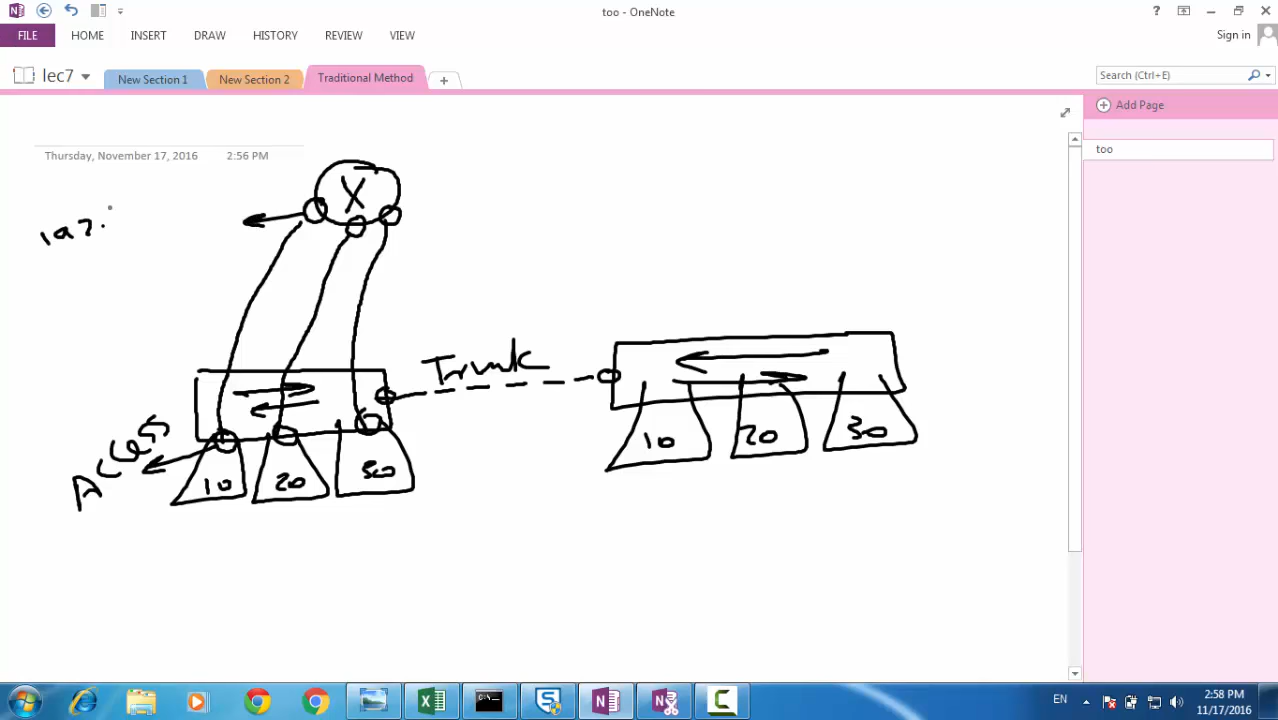 too - OneNote
?
FILE HOME INSERT DRAW HISTORY REVIEW VIEW
Sign in
lec7 New Section 1 New Section 2 Traditional Method +
Search (Ctrl+E)
Add Page
too
Thursday, November 17, 2016 2:56 PM
X
Trunk
Access
10 20 30
10 20 30
EN
2:58 PM
11/17/2016